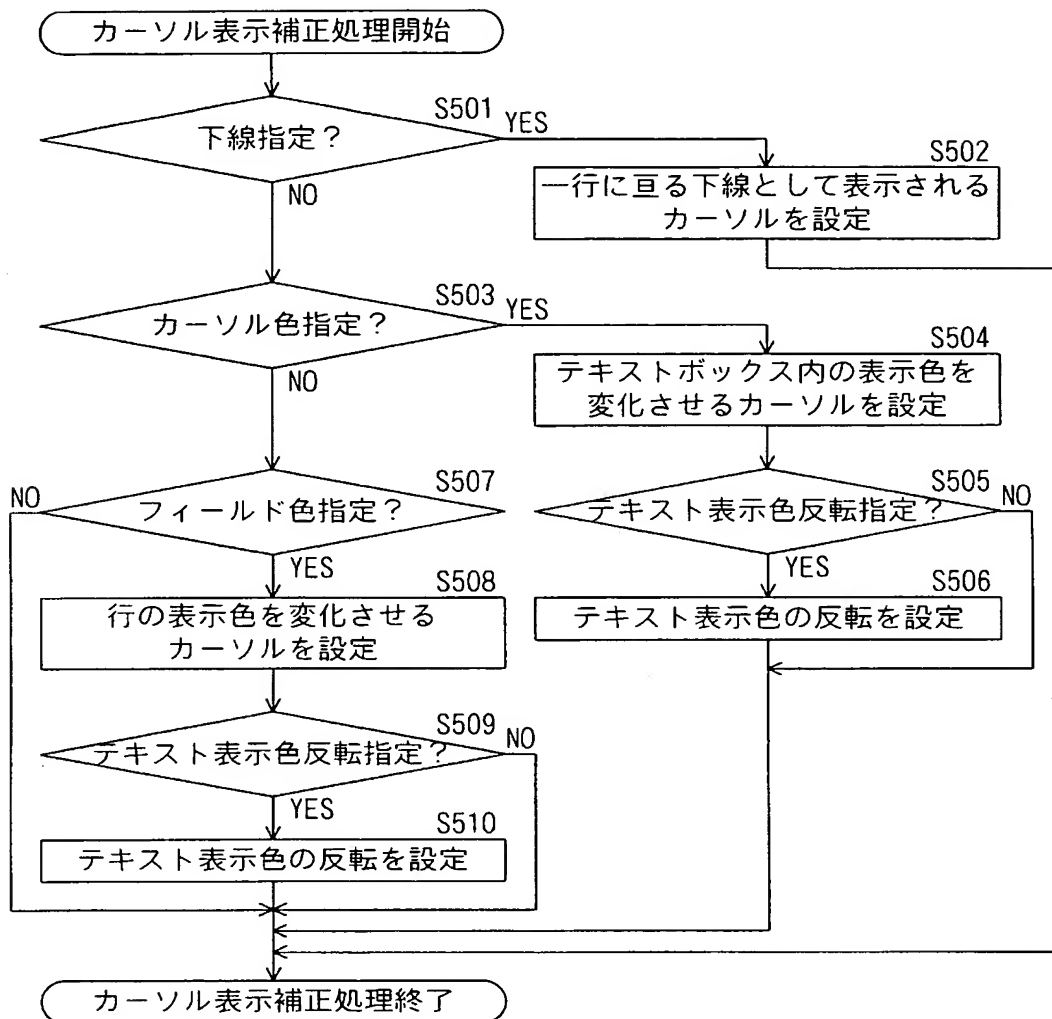 カーソル表示補正処理開始
S501
下線指定?
YES
NO
S502
一行に亘る下線として表示される
カーソルを設定
S503
カーソル色指定?
YES
NO
S504
テキストボックス内の表示色を
変化させるカーソルを設定
S507
フィールド色指定?
NO
YES
S505
テキスト表示色反転指定?
NO
YES
S508
行の表示色を変化させる
カーソルを設定
S506
テキスト表示色の反転を設定
S509
テキスト表示色反転指定?
NO
YES
S510
テキスト表示色の反転を設定
カーソル表示補正処理終了